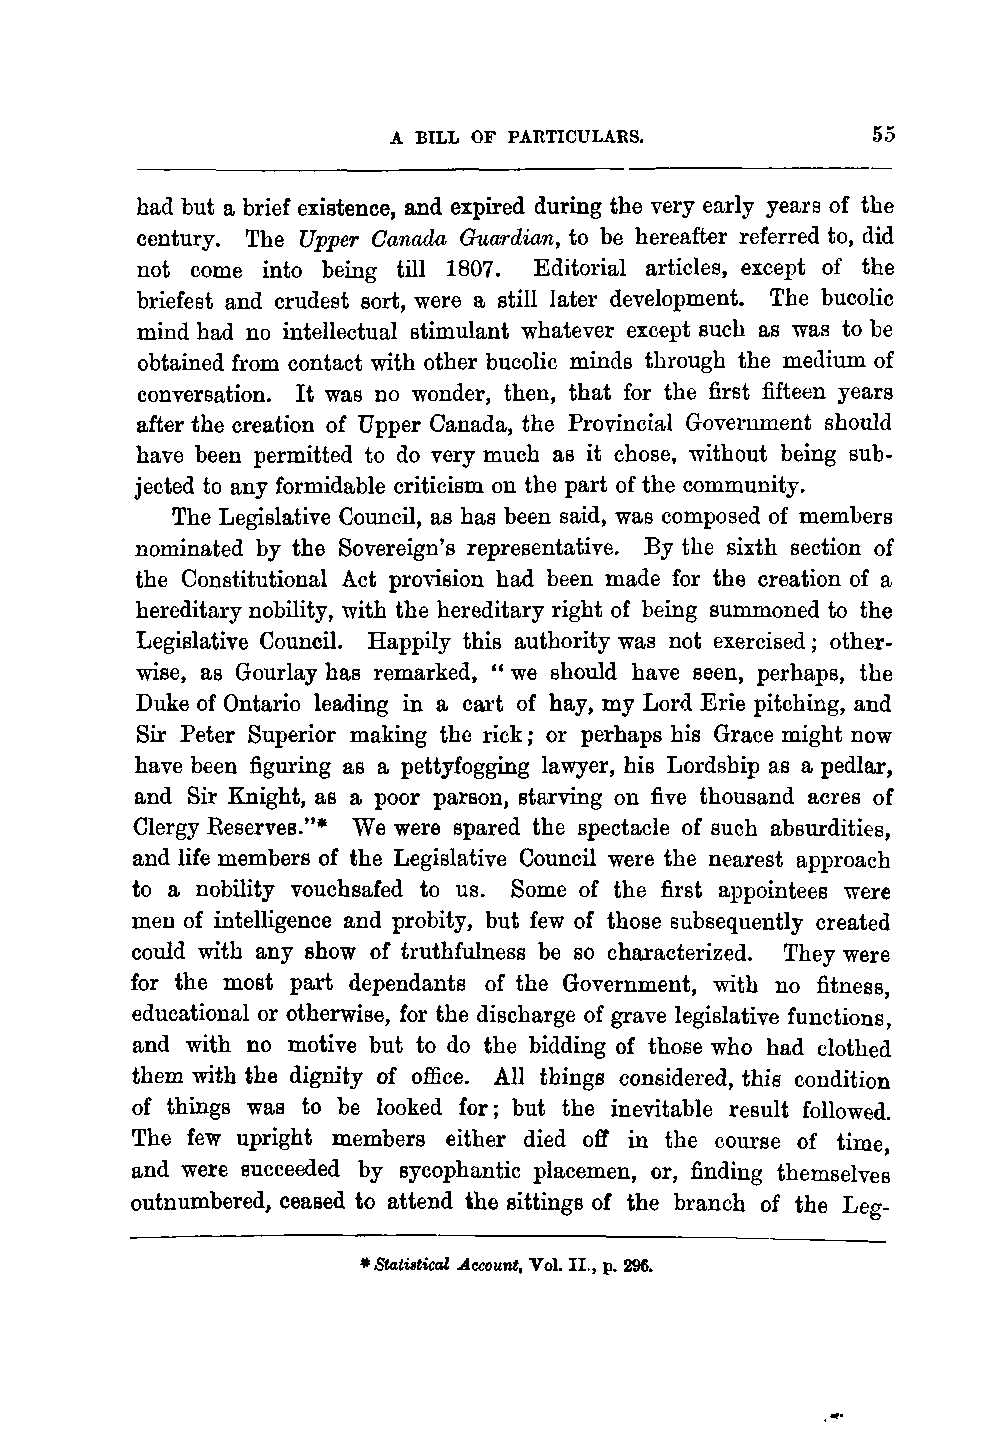 A BILL OF PARTICULARS. 55
had but a brief existence, and expired during the very early years of the
century. The Upper Canada Guardian, to be hereafter referred to, did
not come into being till 1807. Editorial articles, except of the
briefest and crudest sort, were a still later development. The bucolic
mind had no intellectual stimulant whatever except such as was to be
obtained from contact with other bucolic minds through the medium of
conversation. It was no wonder, then, that for the first fifteen years
after the creation of Upper Canada, the Provincial Government should
have been permitted to do very much as it chose, without being sub-
jected to any formidable criticism on the part of the community.
The Legislative Council, as has been said, was composed of members
nominated by the Sovereign's representative. By the sixth section of
the Constitutional Act provision had been made for the creation of a
hereditary nobility, with the hereditary right of being summoned to the
Legislative Council. Happily this authority was not exercised; other-
wise, as Gourlay has remarked, "we should have seen, perhaps, the
Duke of Ontario leading in a cart of hay, my Lord Erie pitching, and
Sir Peter Superior making the rick; or perhaps his Grace might now
have been figuring as a pettyfogging lawyer, his Lordship as a pedlar,
and Sir Knight, as a poor parson, starving on five thousand acres of
Clergy Reserves."* We were spared the spectacle of such absurdities,
and life members of the Legislative Council were the nearest approach
to a nobility vouchsafed to us. Some of the first appointees were
men of intelligence and probity, but few of those subsequently created
could with any show of truthfulness be so characterized. They were
for the most part dependants of the Government, with no fitness,
educational or otherwise, for the discharge of grave legislative functions,
and with no motive but to do the bidding of those who had clothed
them with the dignity of office. All things considered, this condition
of things was to be looked for; but the inevitable result followed.
The few upright members either died off in the course of time,
and were succeeded by sycophantic placemen, or, finding themselves
outnumbered, ceased to attend the sittings of the branch of the Leg-
* Statistical Account, Vol. II., p. 296.